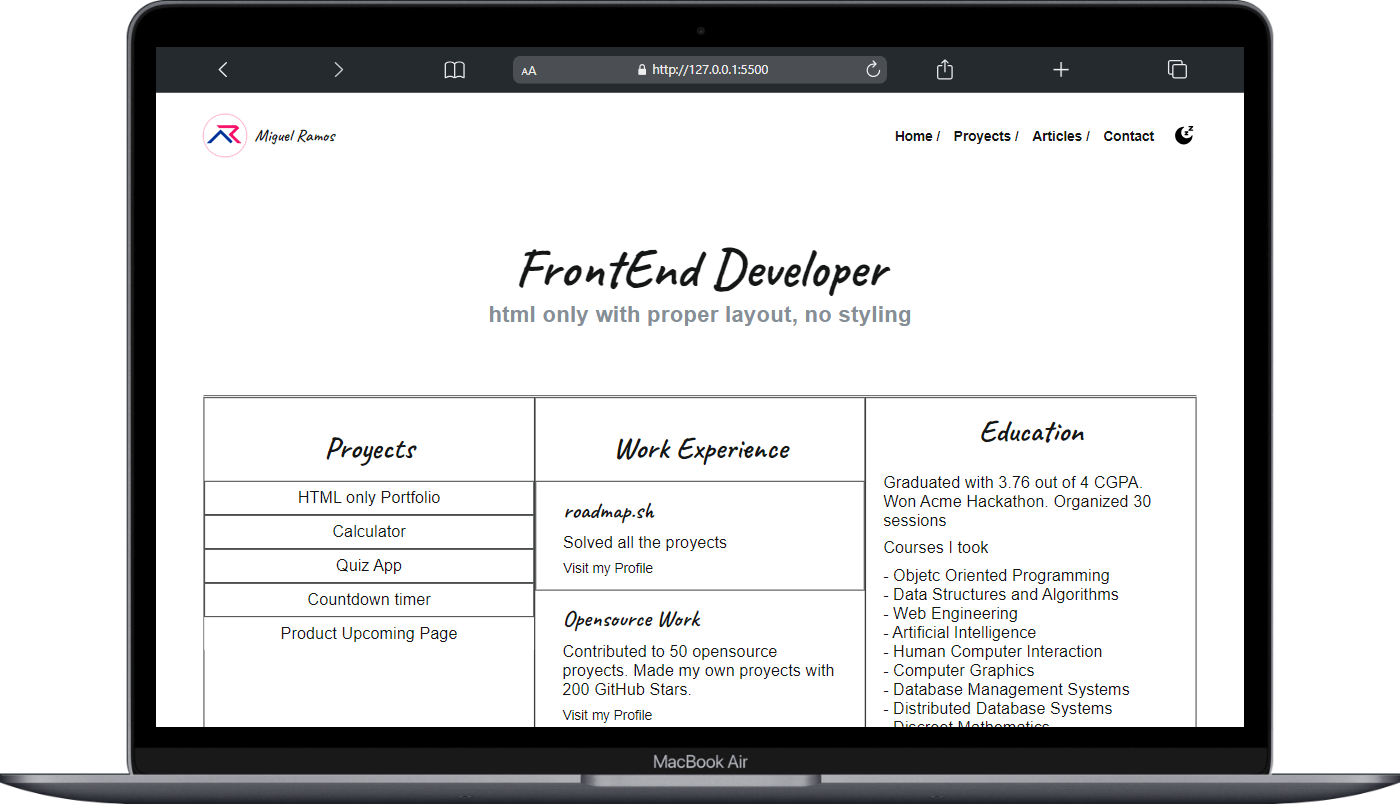 AA
http://127.0.0.1:5500
Miguel Ramos
Home /
Proyects /
Articles /
Contact
FrontEnd Developer
html only with proper layout, no styling
Proyects
HTML only Portfolio
Calculator
Quiz App
Countdown timer
Product Upcoming Page
Work Experience
roadmap.sh
Solved all the proyects
Visit my Profile
Opensource Work
Contributed to 50 opensource
proyects. Made my own proyects with
200 GitHub Stars.
Visit my Profile
Education
Graduated with 3.76 out of 4 CGPA.
Won Acme Hackathon. Organized 30
sessions
Courses I took
- Objetc Oriented Programming
- Data Structures and Algorithms
- Web Engineering
- Artificial Intelligence
- Human Computer Interaction
- Computer Graphics
- Database Management Systems
- Distributed Database Systems
- Discreet Mathematics
MacBook Air